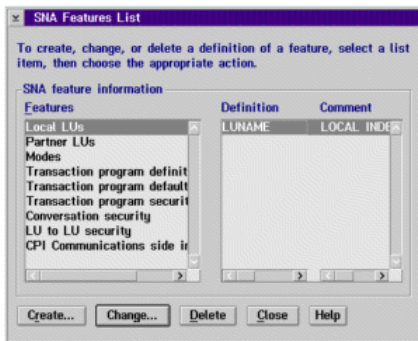 SNA Features List
To create, change, or delete a definition of a feature, select a list
item, then choose the appropriate action.
SNA feature information
Features
Definition
Comment
Local LUs
LUNAME
LOCAL INDE
Partner LUs
Modes
Transaction program definit
Transaction program default
Transaction program securit
Conversation security
LU to LU security
CPI Communications side in
Create...
Change...
Delete
Close
Help